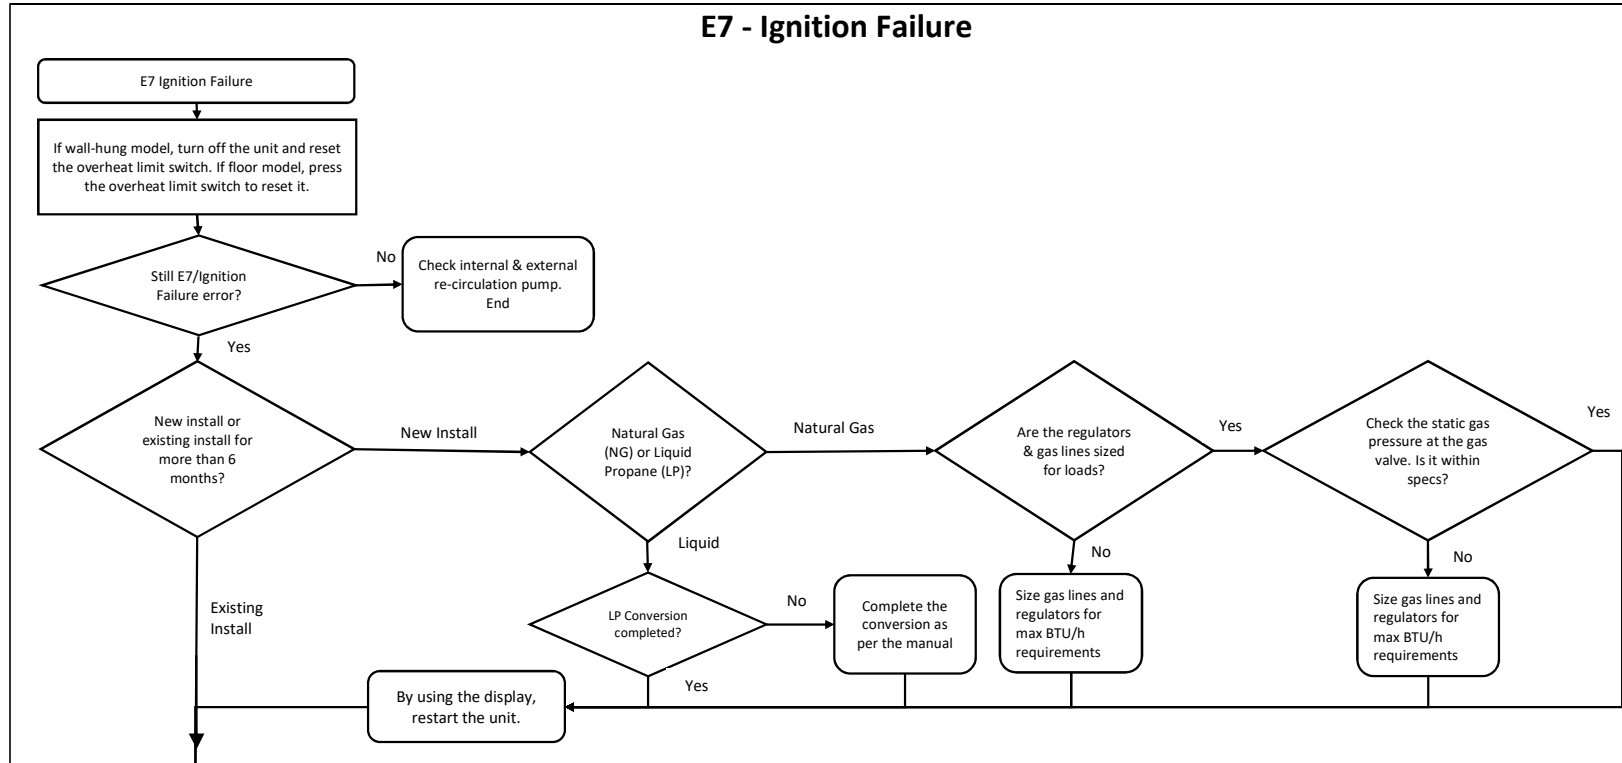 E7 - Ignition Failure
E7 Ignition Failure
If wall-hung model, turn off the unit and reset
the overheat limit switch. If floor model, press
the overheat limit switch to reset it.
Still E7/Ignition
Failure error?
No
Check internal & external
re-circulation pump.
End
Yes
New install or
existing install for
more than 6
months?
New Install
Natural Gas
(NG) or Liquid
Propane (LP)?
Natural Gas
Are the regulators
& gas lines sized
for loads?
Yes
Check the static gas
pressure at the gas
valve. Is it within
specs?
Yes
Liquid
No
No
Existing
Install
LP Conversion
completed?
No
Complete the
conversion as
per the manual
Size gas lines and
regulators for
max BTU/h
requirements
Size gas lines and
regulators for
max BTU/h
requirements
Yes
By using the display,
restart the unit.